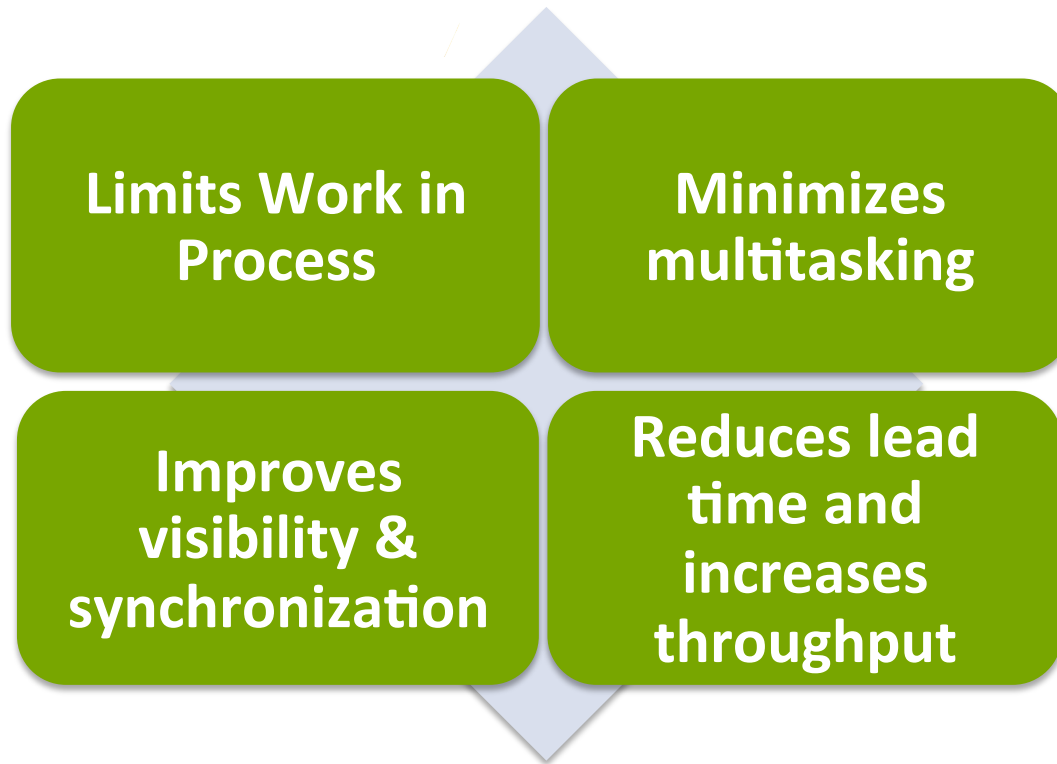 Limits Work in
Process
Minimizes
multitasking
Improves
visibility &
synchronization
Reduces lead
time and
increases
throughput